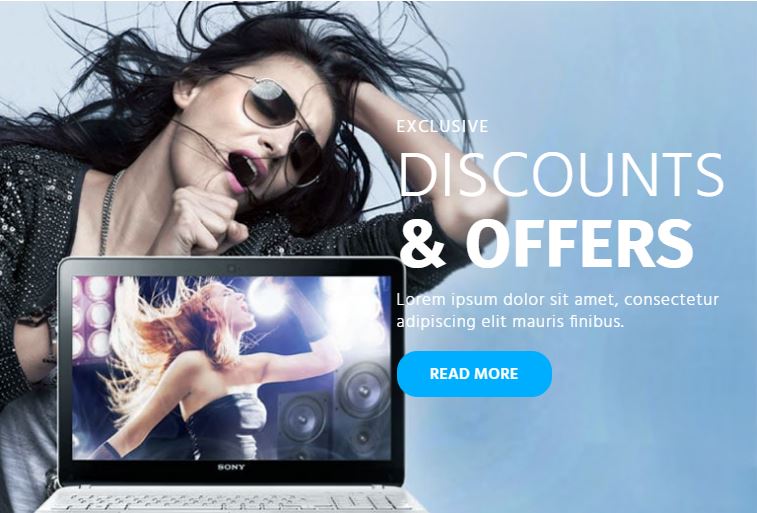 EXCLUSIVE
DISCOUNTS
& OFFERS
Lorem ipsum dolor sit amet, consectetur
adipiscing elit mauris finibus.
READ MORE
SONY